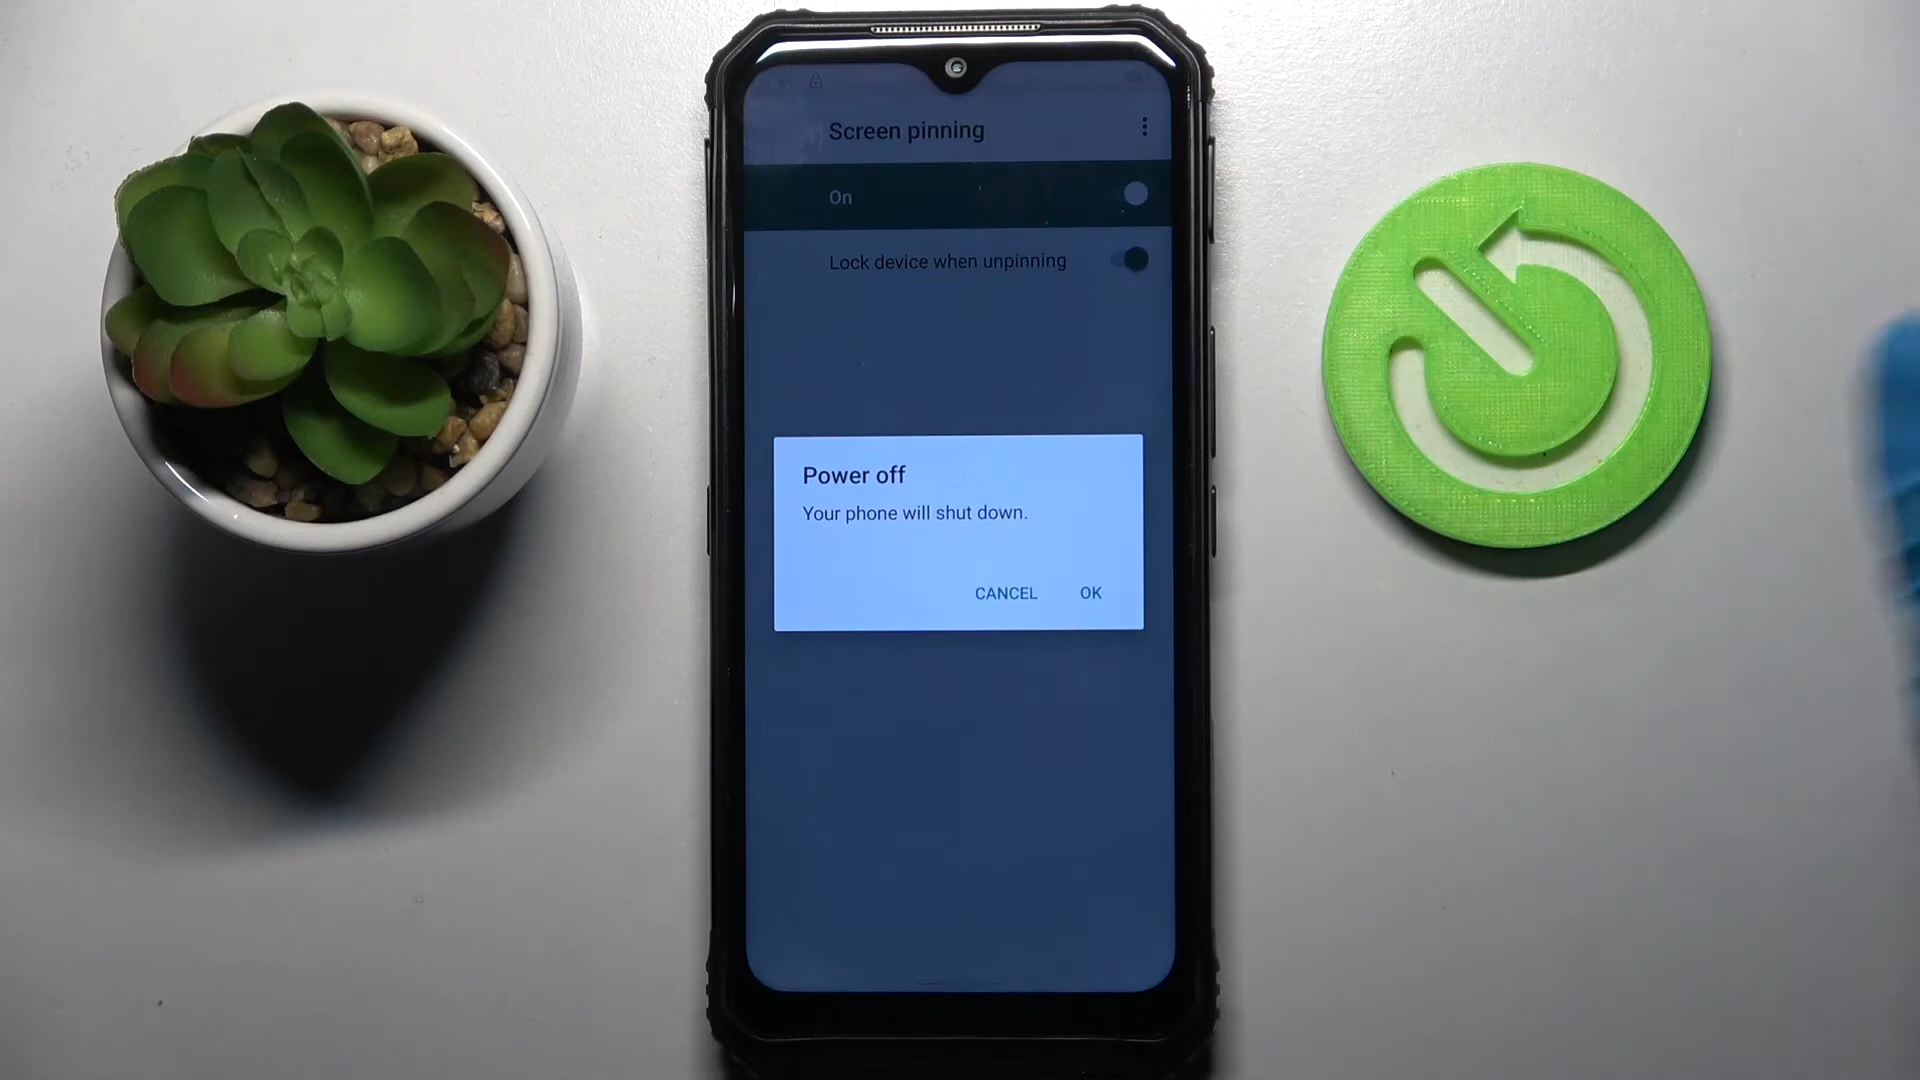 Screen pinning
On
Lock device when unpinning
Power off
Your phone will shut down.
CANCEL
OK